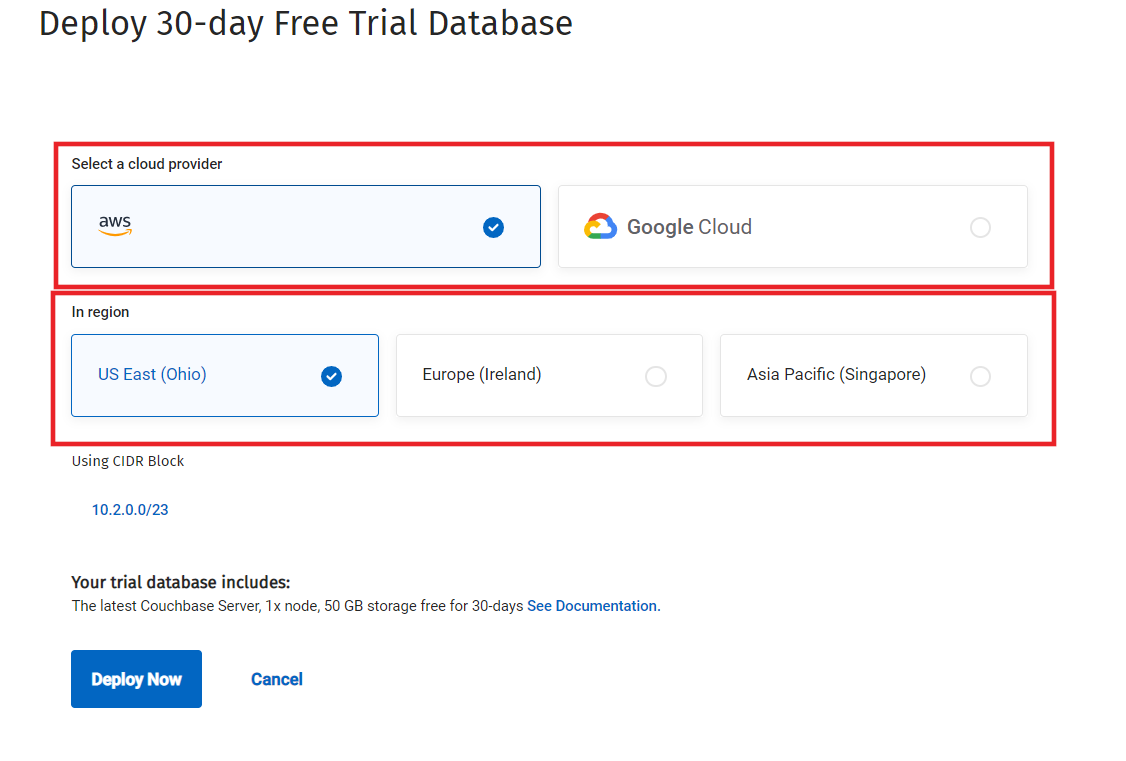 Deploy 30-day Free Trial Database
Select a cloud provider
aws
Google Cloud
In region
US East (Ohio)
Europe (Ireland)
Asia Pacific (Singapore)
Using CIDR Block
10.2.0.0/23
Your trial database includes:
The latest Couchbase Server, 1x node, 50 GB storage free for 30-days See Documentation.
Deploy Now
Cancel